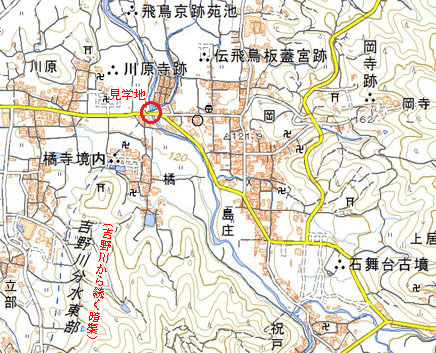 飛鳥京跡苑池
川原
川原寺跡
伝飛鳥板蓋宮跡
岡寺跡
岡寺
見学地
岡
121.9
162
橘寺境内
120
橘
島庄
吉野川分水東部
(吉野川から続く暗渠)
立部
石舞台古墳
上居
祝戸